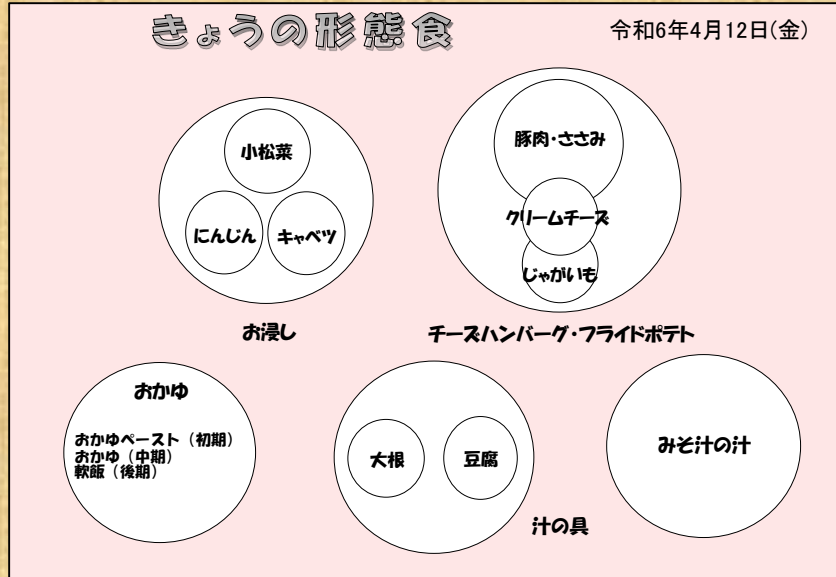 きょうの形態食
令和6年4月12日(金)
小松菜
にんじん
キャベツ
お浸し
豚肉・ささみ
クリームチーズ
じゃがいも
チーズハンバーグ・フライドポテト
おかゆ
おかゆペースト（初期）
おかゆ（中期）
軟飯（後期）
大根
豆腐
汁の具
みそ汁の汁